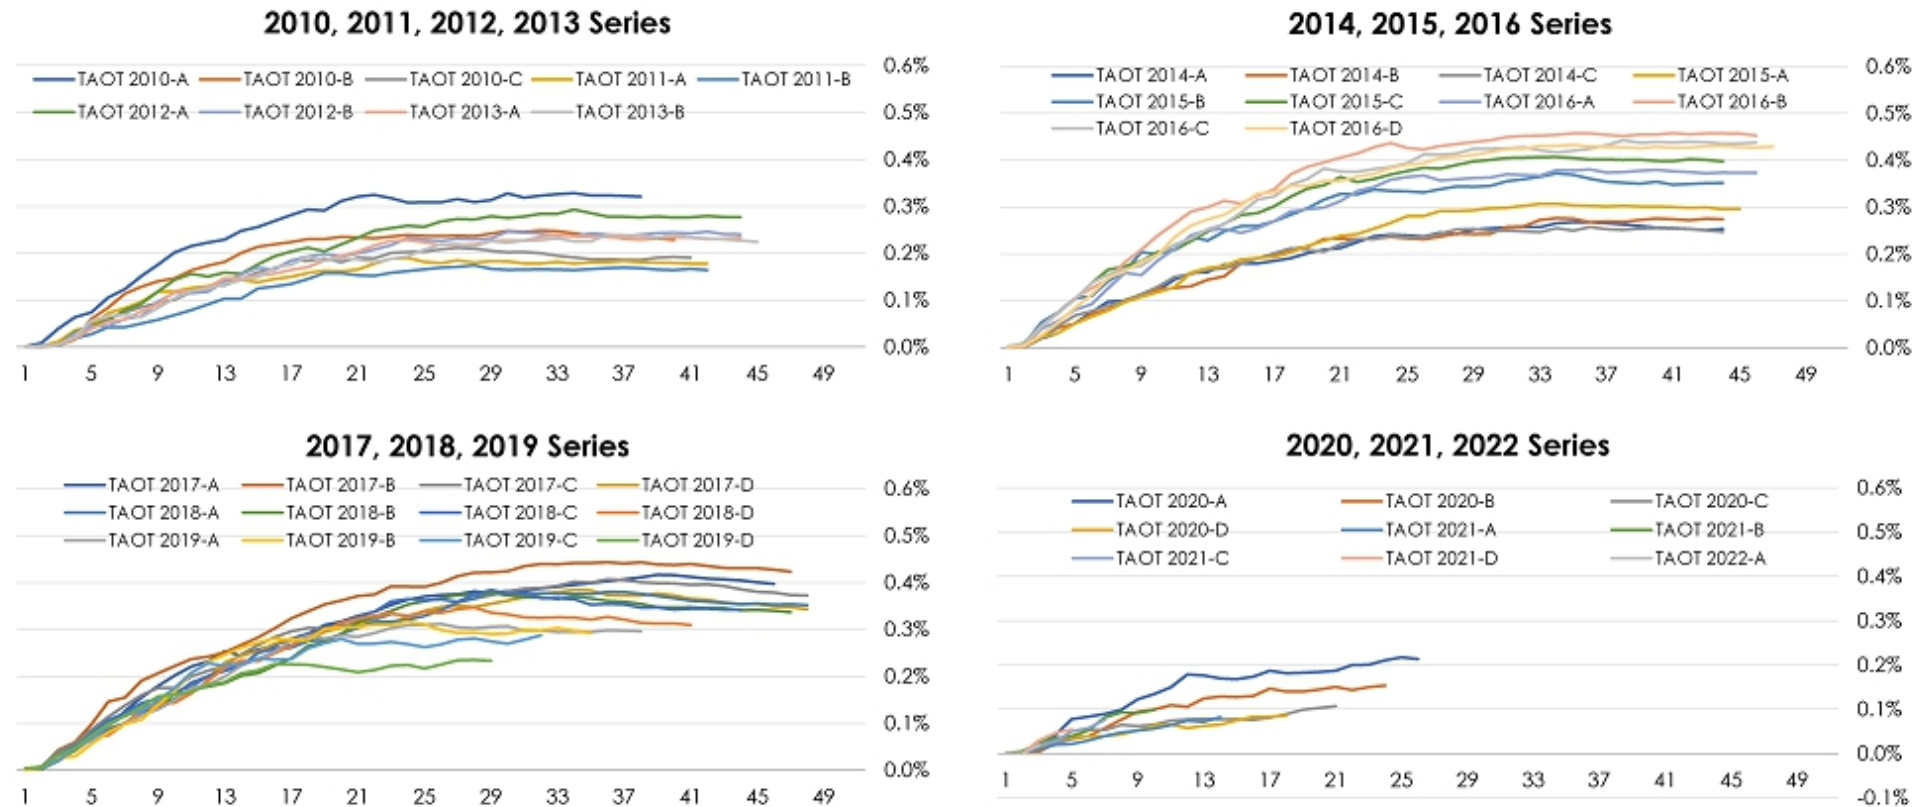 2010, 2011, 2012, 2013 Series
TAOT 2010-A TAOT 2010-B TAOT 2010-C TAOT 2011-A TAOT 2011-B
TAOT 2012-A TAOT 2012-B TAOT 2013-A TAOT 2013-B
0.6%
0.5%
0.4%
0.3%
0.2%
0.1%
0.0%
1 5 9 13 17 21 25 29 33 37 41 45 49
2014, 2015, 2016 Series
TAOT 2014-A TAOT 2014-B TAOT 2014-C TAOT 2015-A
TAOT 2015-B TAOT 2015-C TAOT 2016-A TAOT 2016-B
TAOT 2016-C TAOT 2016-D
0.6%
0.5%
0.4%
0.3%
0.2%
0.1%
0.0%
1 5 9 13 17 21 25 29 33 37 41 45 49
2017, 2018, 2019 Series
TAOT 2017-A TAOT 2017-B TAOT 2017-C TAOT 2017-D
TAOT 2018-A TAOT 2018-B TAOT 2018-C TAOT 2018-D
TAOT 2019-A TAOT 2019-B TAOT 2019-C TAOT 2019-D
0.6%
0.5%
0.4%
0.3%
0.2%
0.1%
0.0%
1 5 9 13 17 21 25 29 33 37 41 45 49
2020, 2021, 2022 Series
TAOT 2020-A TAOT 2020-B TAOT 2020-C
TAOT 2020-D TAOT 2021-A TAOT 2021-B
TAOT 2021-C TAOT 2021-D TAOT 2022-A
0.6%
0.5%
0.4%
0.3%
0.2%
0.1%
0.0%
-0.1%
1 5 9 13 17 21 25 29 33 37 41 45 49